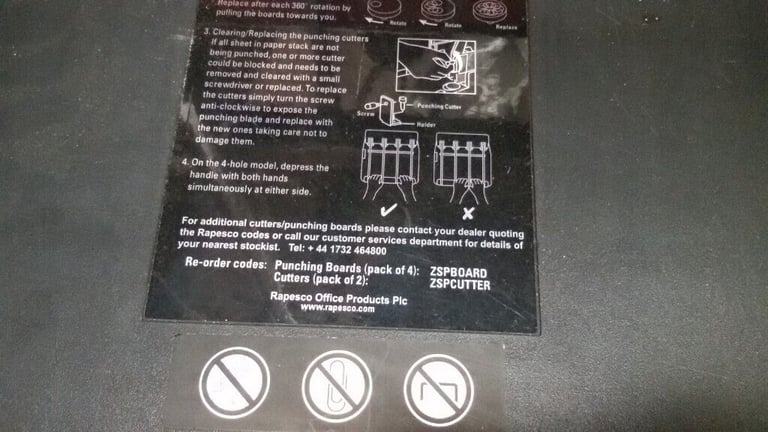 Replace after each 360° rotation by
pulling the boards towards you.
Rotate
Rotate
Replace
3. Clearing/Replacing the punching cutters
If all sheet in paper stack are not
being punched, one or more cutter
could be blocked and needs to be
removed and cleared with a small
screwdriver or replaced. To replace
the cutters simply turn the screw
anti-clockwise to expose the
punching blade and replace with
the new ones taking care not to
damage them.
Screw
Punching Cutter
Holder
4. On the 4-hole model, depress the
handle with both hands
simultaneously at either side.
For additional cutters/punching boards please contact your dealer quoting
the Rapesco codes or call our customer services department for details of
your nearest stockist. Tel: + 44 1732 464800
Re-order codes: Punching Boards (pack of 4): ZSPBOARD
Cutters (pack of 2): ZSPCUTTER
Rapesco Office Products Plc
www.rapesco.com